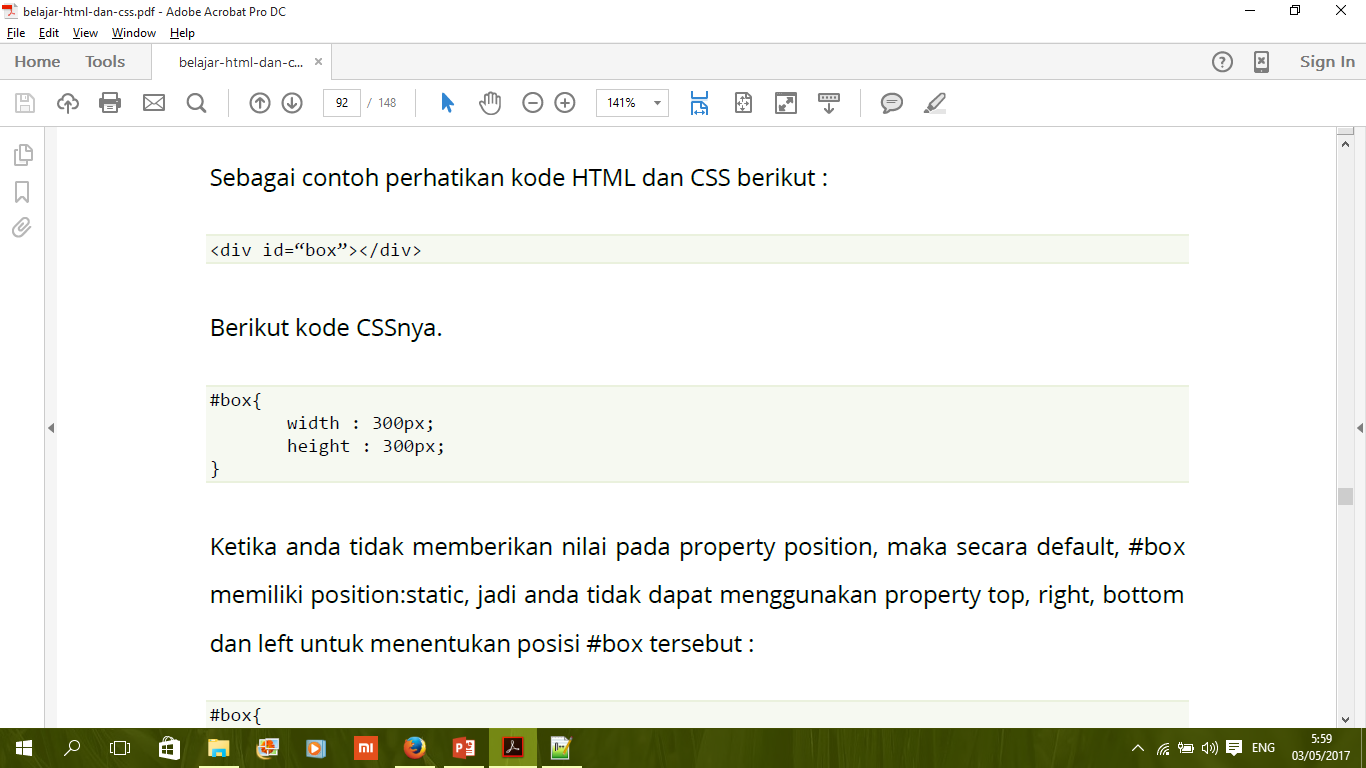 belajar-html-dan-css.pdf - Adobe Acrobat Pro DC
File Edit View Window Help
Home Tools belajar-html-dan-c... × ? Sign In
92 / 148 141%
Sebagai contoh perhatikan kode HTML dan CSS berikut :
<div id=“box”></div>
Berikut kode CSSnya.
#box{
width : 300px;
height : 300px;
}
Ketika anda tidak memberikan nilai pada property position, maka secara default, #box
memiliki position:static, jadi anda tidak dapat menggunakan property top, right, bottom
dan left untuk menentukan posisi #box tersebut :
#box{
mi ENG 5:59
03/05/2017